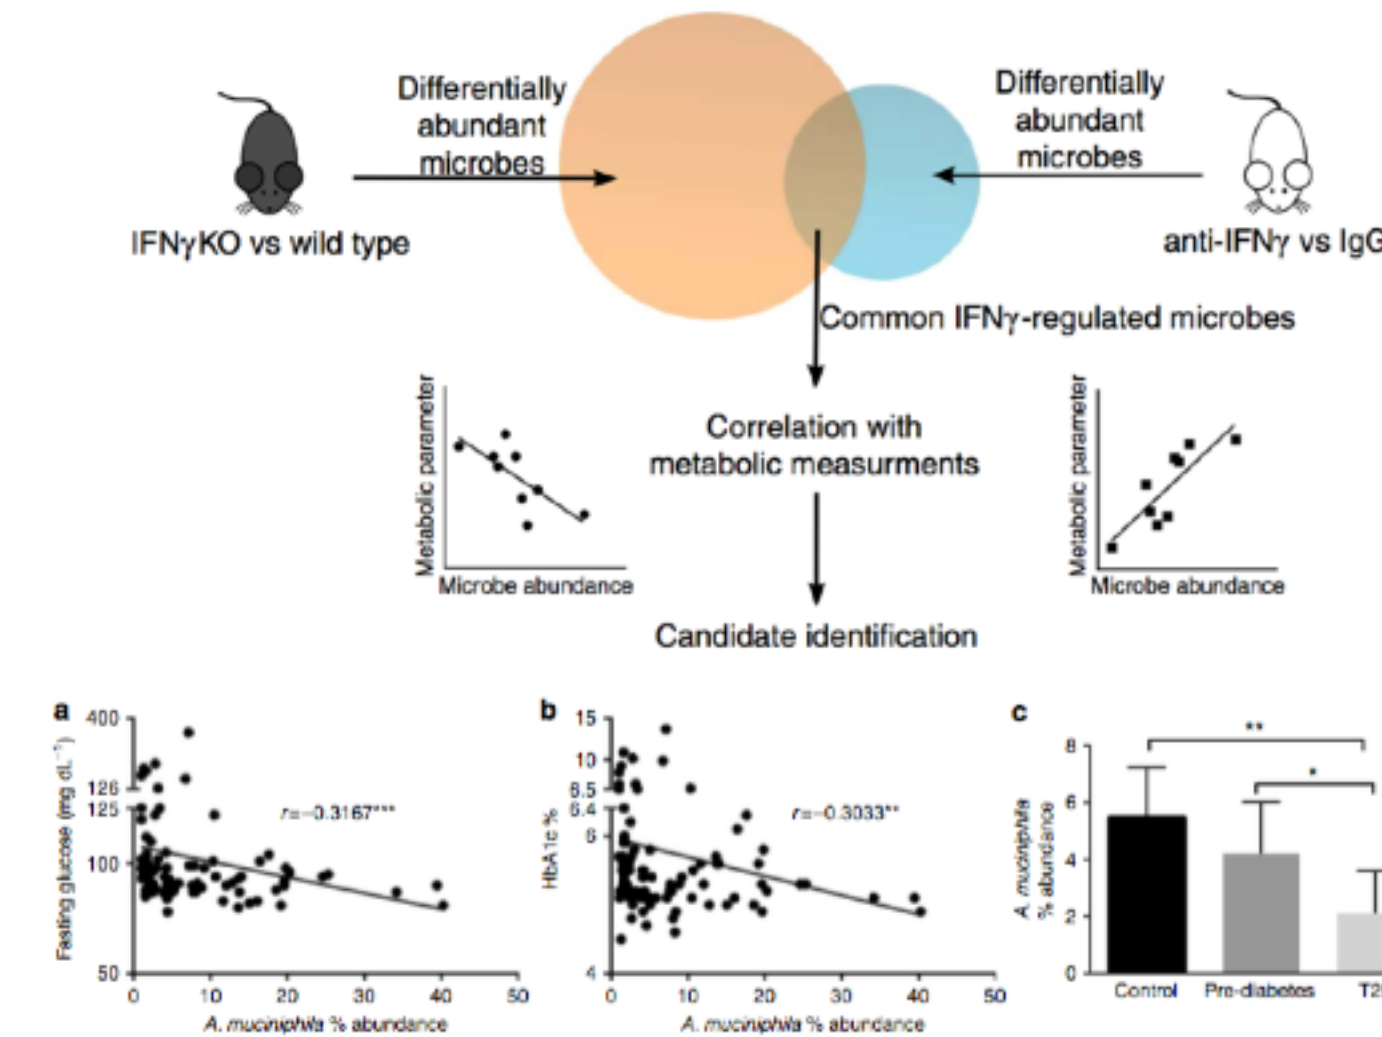 Differentially
abundant
microbes
Differentially
abundant
microbes
IFNγKO vs wild type
anti-IFNγ vs IgG
Common IFNγ-regulated microbes
Metabolic parameter
Microbe abundance
Correlation with
metabolic measurments
Metabolic parameter
Microbe abundance
Candidate identification
a
Fasting glucose (mg dL⁻¹)
400
126
125
100
50
r=−0.3167***
0 10 20 30 40 50
A. muciniphila % abundance
b
HbA1c %
15
10
6.5
6.4
6
4
r=−0.3033**
0 10 20 30 40 50
A. muciniphila % abundance
c
A. muciniphila
% abundance
8
6
4
2
0
**
*
Control Pre-diabetes